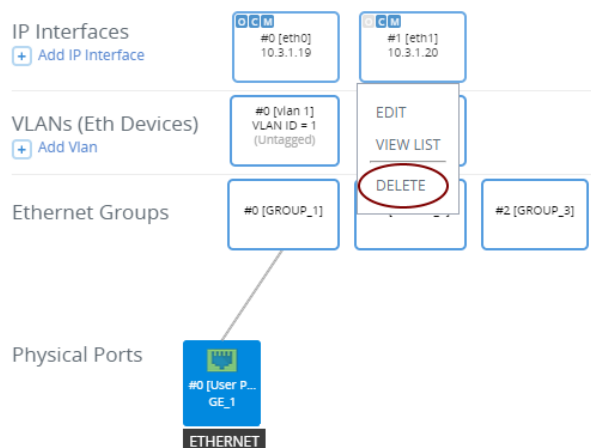 IP Interfaces
+ Add IP Interface
O C M
#0 [eth0]
10.3.1.19
O C M
#1 [eth1]
10.3.1.20
VLANs (Eth Devices)
+ Add Vlan
#0 [vlan 1]
VLAN ID = 1
(Untagged)
EDIT
VIEW LIST
DELETE
Ethernet Groups
#0 [GROUP_1]
#2 [GROUP_3]
Physical Ports
#0 [User P...
GE_1
ETHERNET